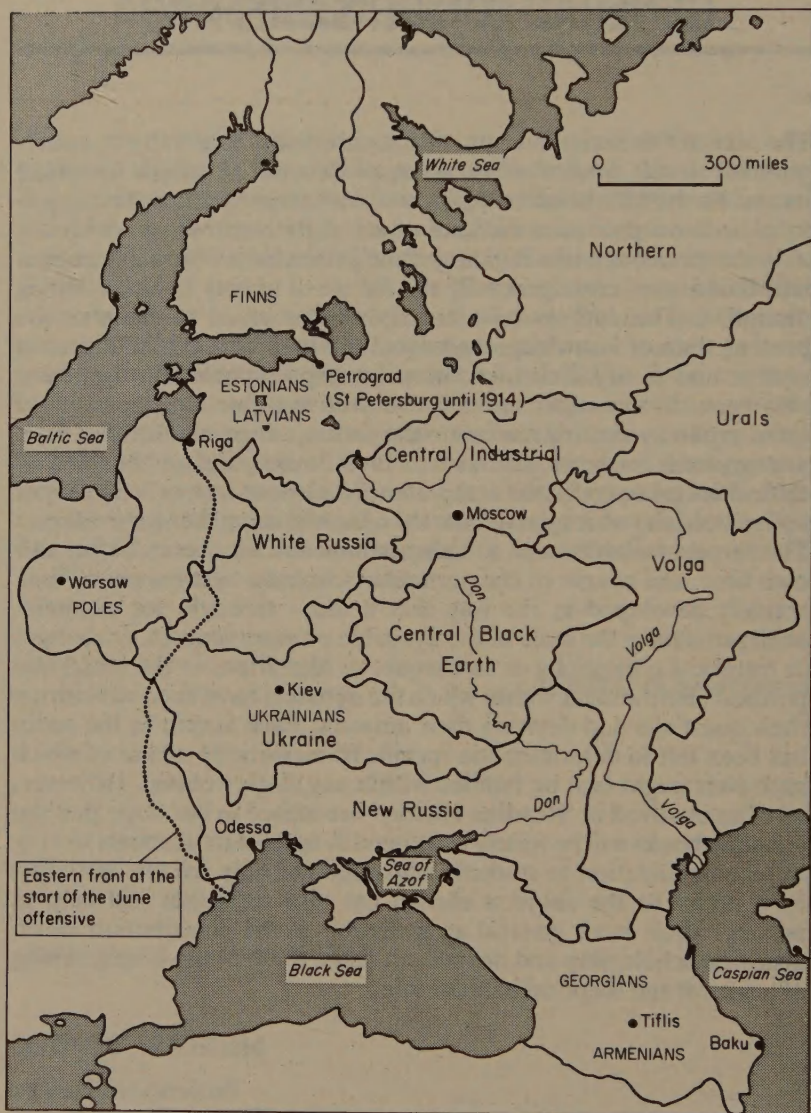 White Sea
0 300 miles
Northern
FINNS
Petrograd
(St Petersburg until 1914)
ESTONIANS
LATVIANS
Urals
Baltic Sea
Riga
Central Industrial
Moscow
White Russia
Volga
Warsaw
POLES
Don
Central Black
Earth
Volga
Kiev
UKRAINIANS
Ukraine
New Russia
Don
Volga
Odessa
Sea of
Azof
Eastern front at the
start of the June
offensive
Black Sea
GEORGIANS
Caspian Sea
Tiflis
ARMENIANS
Baku